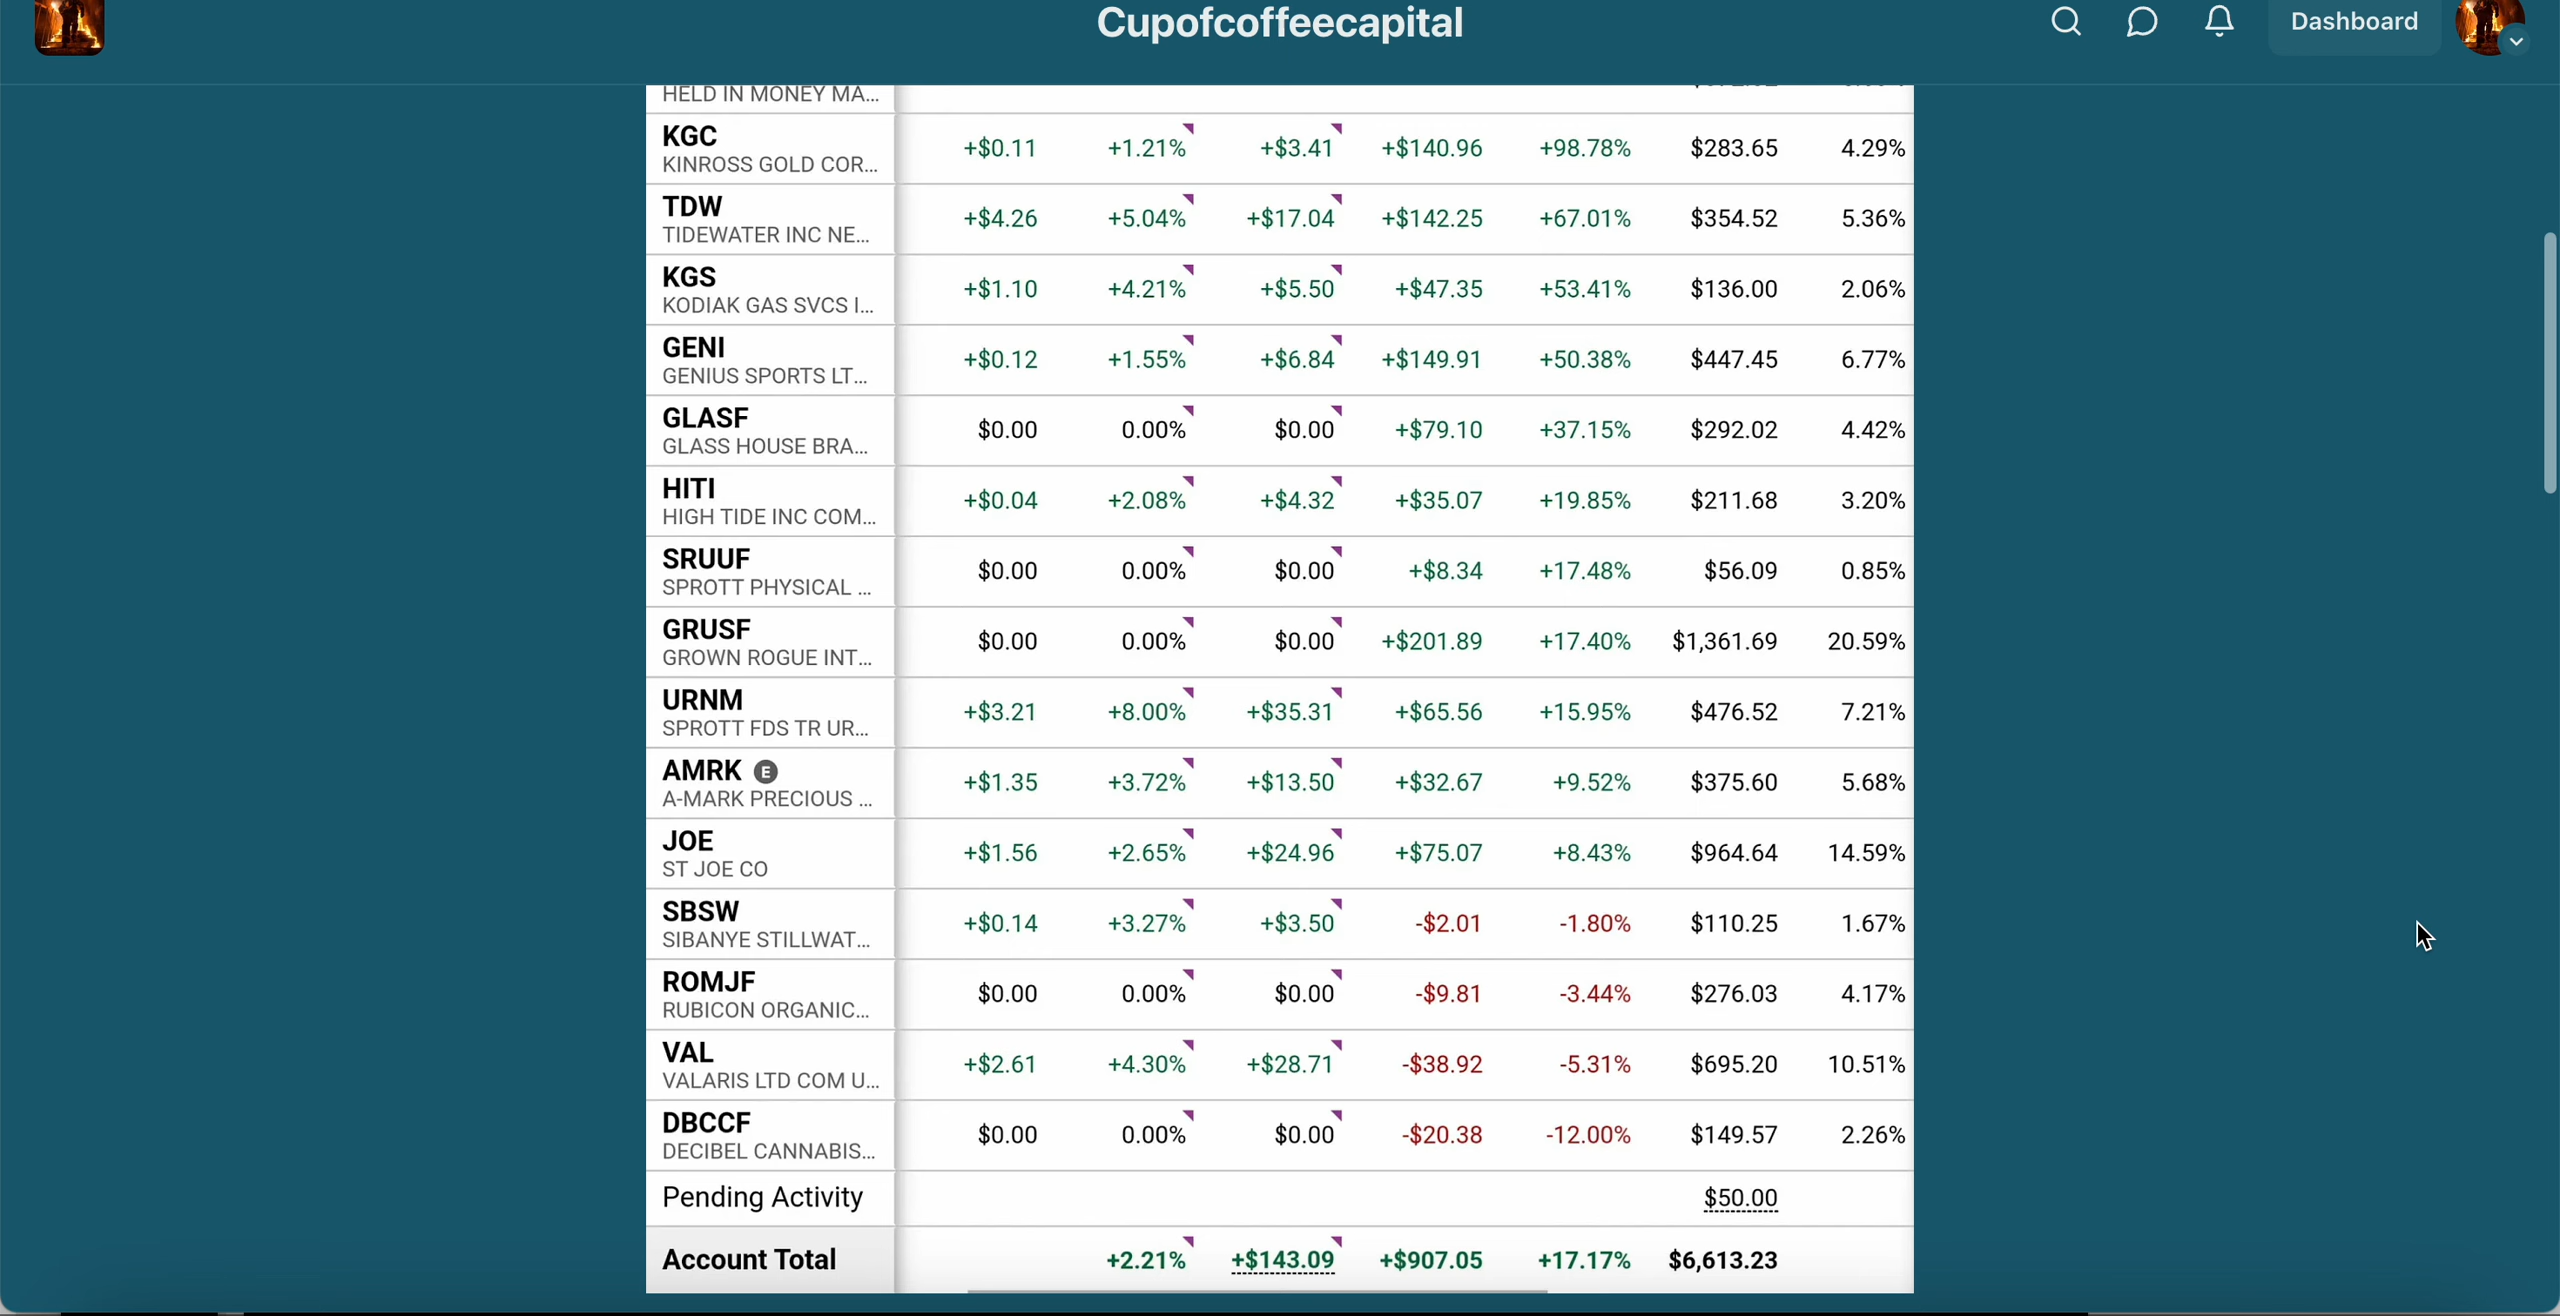 Cupofcoffeecapital
Dashboard
HELD IN MONEY MA...
KGC
KINROSS GOLD COR...
+$0.11 +1.21% +$3.41 +$140.96 +98.78% $283.65 4.29%
TDW
TIDEWATER INC NE...
+$4.26 +5.04% +$17.04 +$142.25 +67.01% $354.52 5.36%
KGS
KODIAK GAS SVCS I...
+$1.10 +4.21% +$5.50 +$47.35 +53.41% $136.00 2.06%
GENI
GENIUS SPORTS LT...
+$0.12 +1.55% +$6.84 +$149.91 +50.38% $447.45 6.77%
GLASF
GLASS HOUSE BRA...
$0.00 0.00% $0.00 +$79.10 +37.15% $292.02 4.42%
HITI
HIGH TIDE INC COM...
+$0.04 +2.08% +$4.32 +$35.07 +19.85% $211.68 3.20%
SRUUF
SPROTT PHYSICAL ...
$0.00 0.00% $0.00 +$8.34 +17.48% $56.09 0.85%
GRUSF
GROWN ROGUE INT...
$0.00 0.00% $0.00 +$201.89 +17.40% $1,361.69 20.59%
URNM
SPROTT FDS TR UR...
+$3.21 +8.00% +$35.31 +$65.56 +15.95% $476.52 7.21%
AMRK E
A-MARK PRECIOUS ...
+$1.35 +3.72% +$13.50 +$32.67 +9.52% $375.60 5.68%
JOE
ST JOE CO
+$1.56 +2.65% +$24.96 +$75.07 +8.43% $964.64 14.59%
SBSW
SIBANYE STILLWAT...
+$0.14 +3.27% +$3.50 -$2.01 -1.80% $110.25 1.67%
ROMJF
RUBICON ORGANIC...
$0.00 0.00% $0.00 -$9.81 -3.44% $276.03 4.17%
VAL
VALARIS LTD COM U...
+$2.61 +4.30% +$28.71 -$38.92 -5.31% $695.20 10.51%
DBCCF
DECIBEL CANNABIS...
$0.00 0.00% $0.00 -$20.38 -12.00% $149.57 2.26%
Pending Activity $50.00
Account Total +2.21% +$143.09 +$907.05 +17.17% $6,613.23